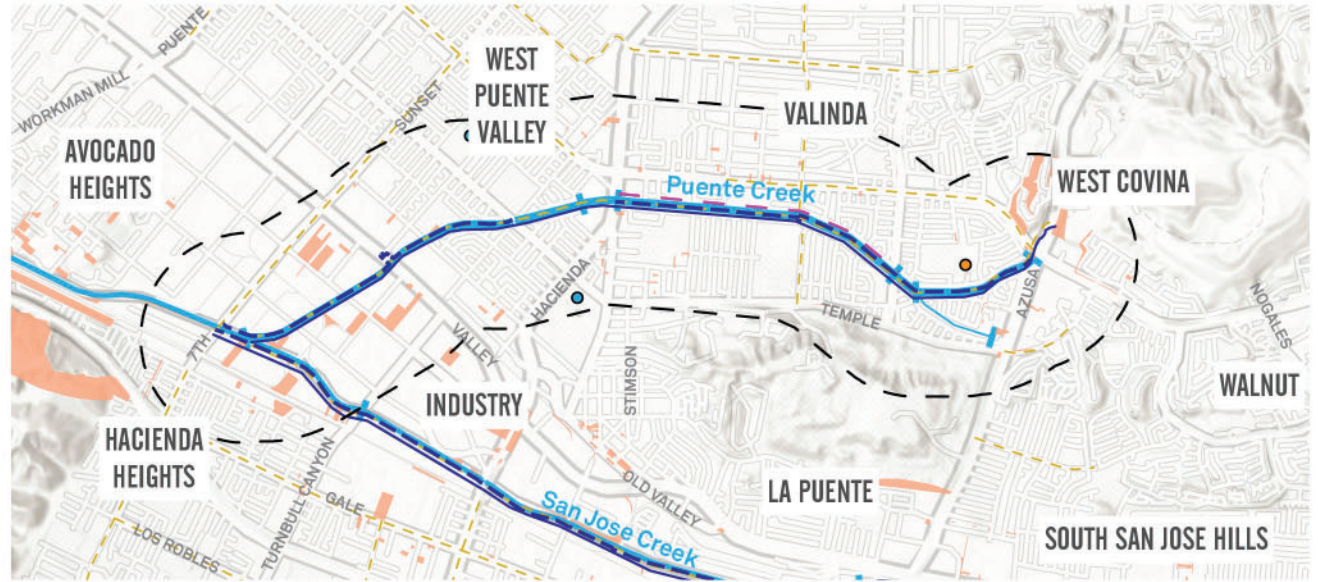 PUENTE
WORKMAN MILL
SUNSET
WEST
PUENTE
VALLEY
VALINDA
AVOCADO
HEIGHTS
Puente Creek
WEST COVINA
HACIENDA
AZUSA
NOGALES
TEMPLE
7TH
VALLEY
STIMSON
WALNUT
INDUSTRY
HACIENDA
HEIGHTS
TURNBULL CANYON
OLD VALLEY
LA PUENTE
GALE
San Jose Creek
LOS ROBLES
SOUTH SAN JOSE HILLS